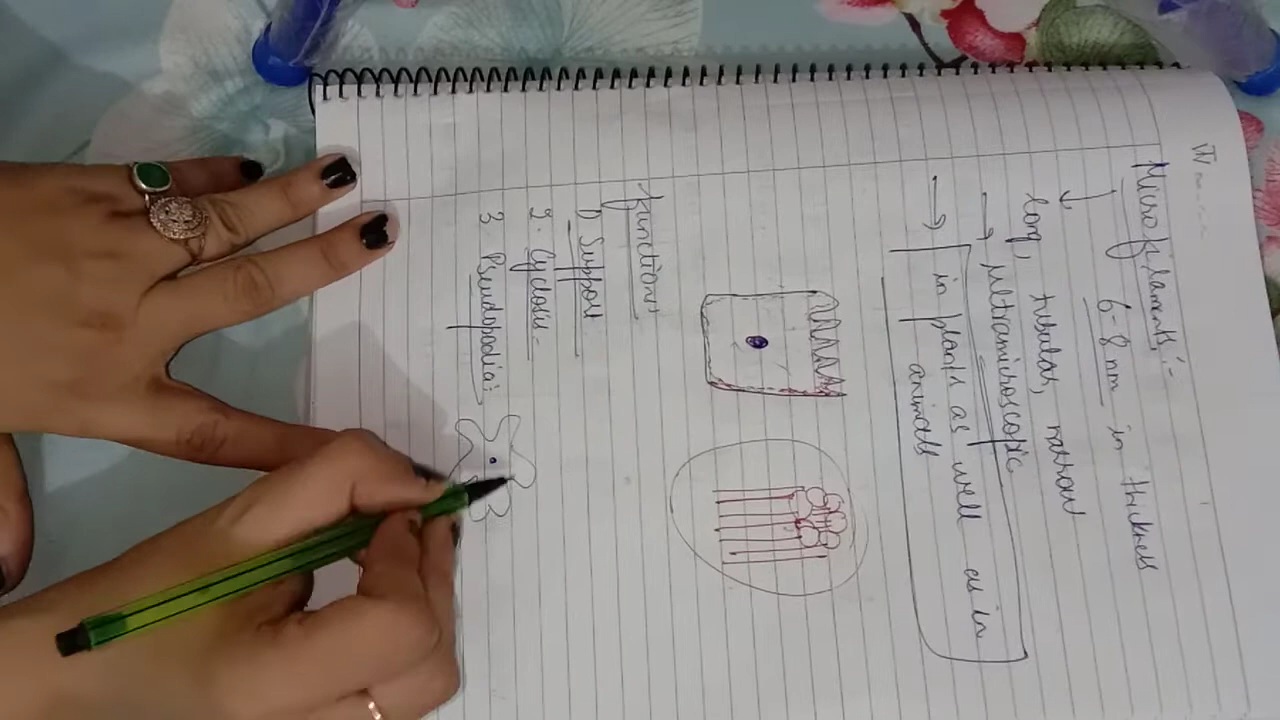 Microfilaments:-
6-8 nm in thickness
↓ long, tubular, narrow
→ ultramicroscopic
→ in plants as well as in
animals
functions
1) Support
2. Cyclosis.
3 Pseudopodia: